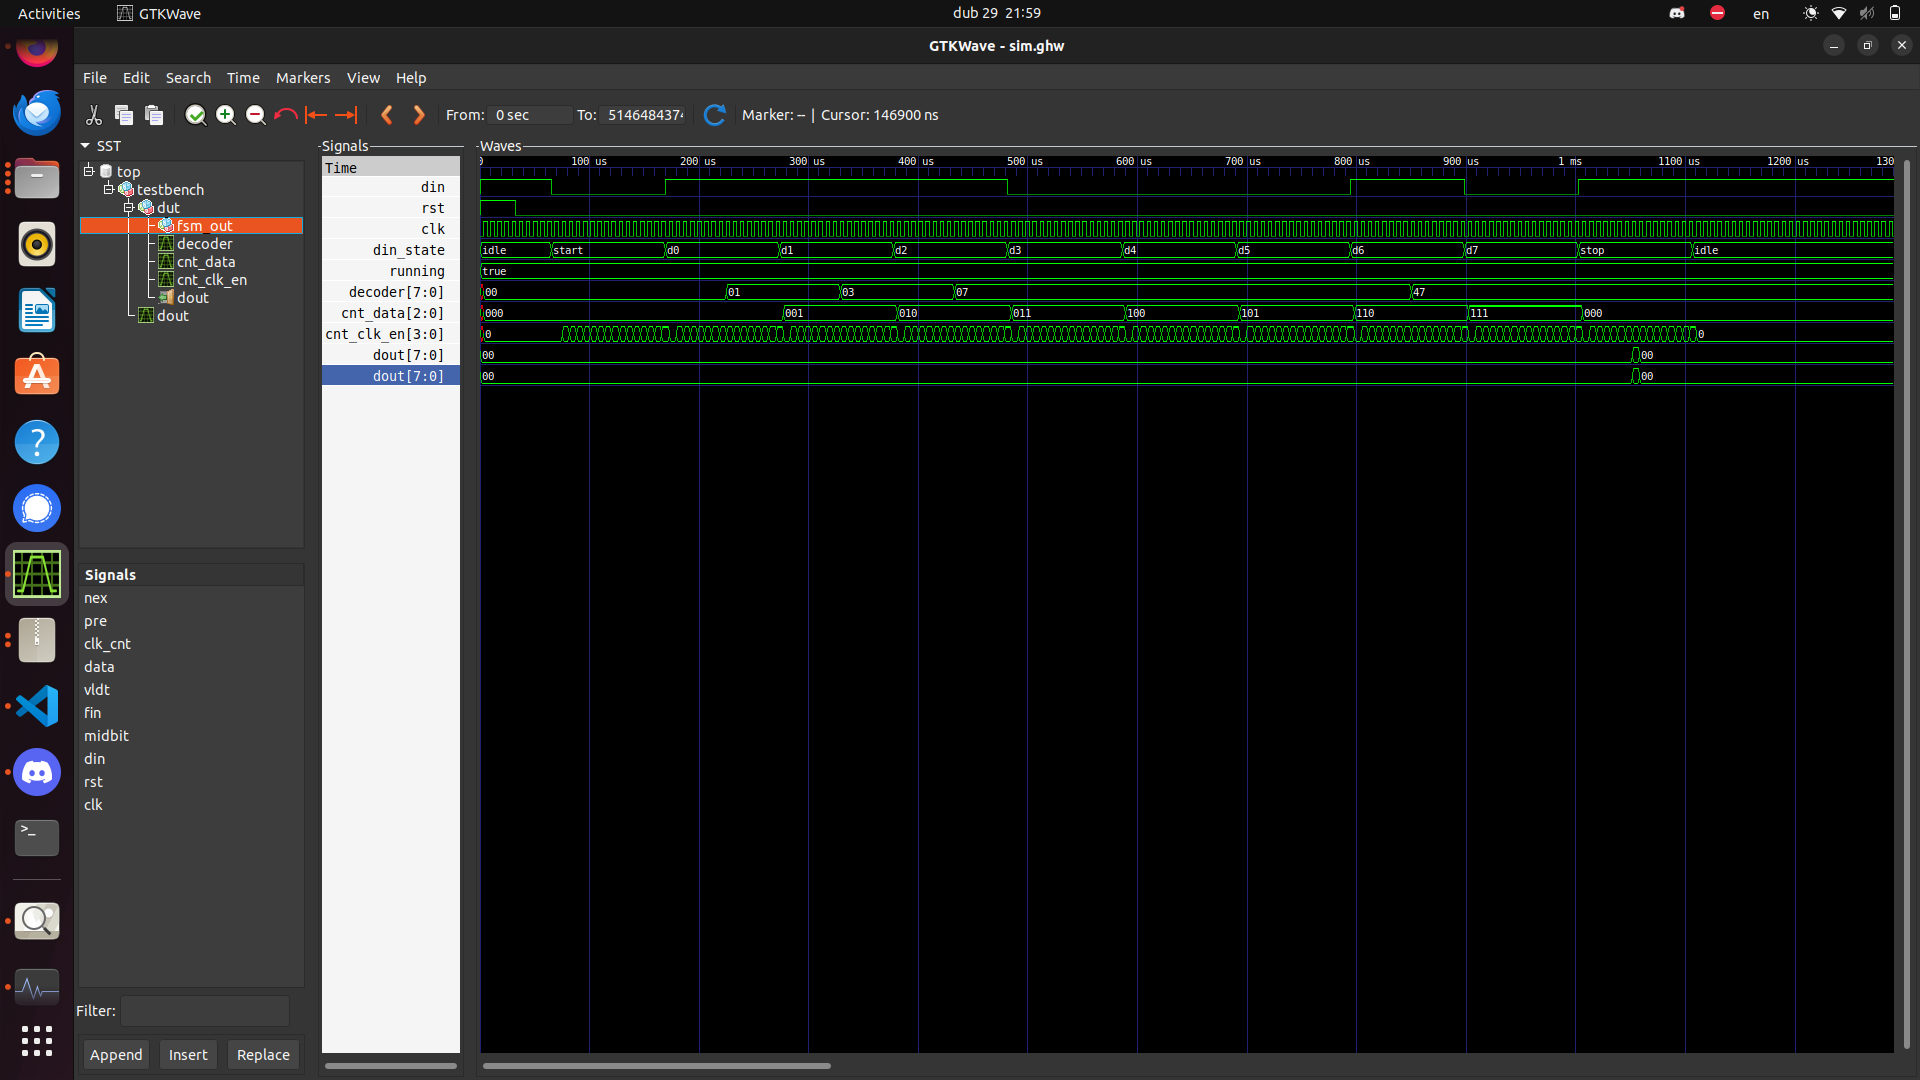 Activities GTKWave dub 29 21:59 en
GTKWave - sim.ghw
File Edit Search Time Markers View Help
From: 0 sec To: 5146484374 Marker: -- | Cursor: 146900 ns
SST
top
testbench
dut
fsm_out
decoder
cnt_data
cnt_clk_en
dout
dout
Signals
nex
pre
clk_cnt
data
vldt
fin
midbit
din
rst
clk
Filter:
Append Insert Replace
Signals
Time
din
rst
clk
din_state
running
decoder[7:0]
cnt_data[2:0]
cnt_clk_en[3:0]
dout[7:0]
dout[7:0]
Waves
0 100 us 200 us 300 us 400 us 500 us 600 us 700 us 800 us 900 us 1 ms 1100 us 1200 us 1300
idle start d0 d1 d2 d3 d4 d5 d6 d7 stop idle
true
00 01 03 07 47
000 001 010 011 100 101 110 111 000
0 0
00 00
00 00